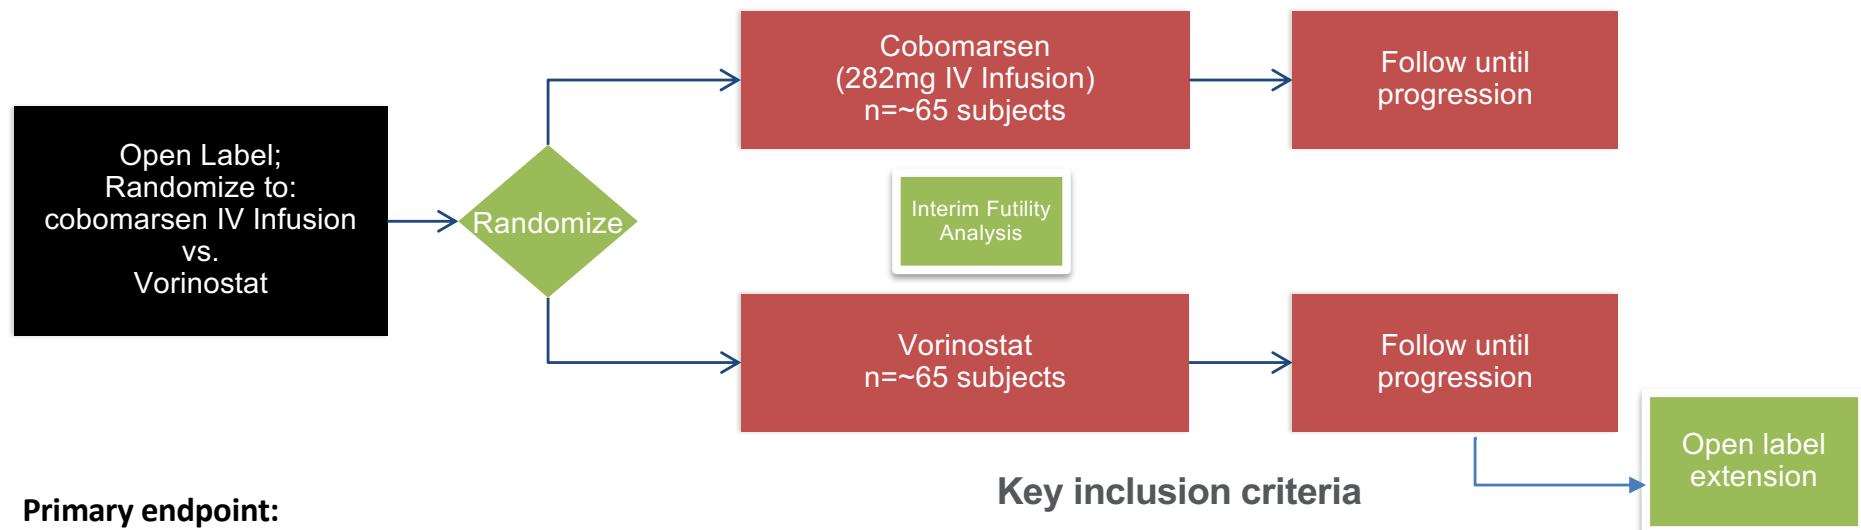 Open Label;
Randomize to:
cobomarsen IV Infusion
vs.
Vorinostat
Randomize
Cobomarsen
(282mg IV Infusion)
n=~65 subjects
Follow until
progression
Interim Futility
Analysis
Vorinostat
n=~65 subjects
Follow until
progression
Open label
extension
Key inclusion criteria
Primary endpoint: